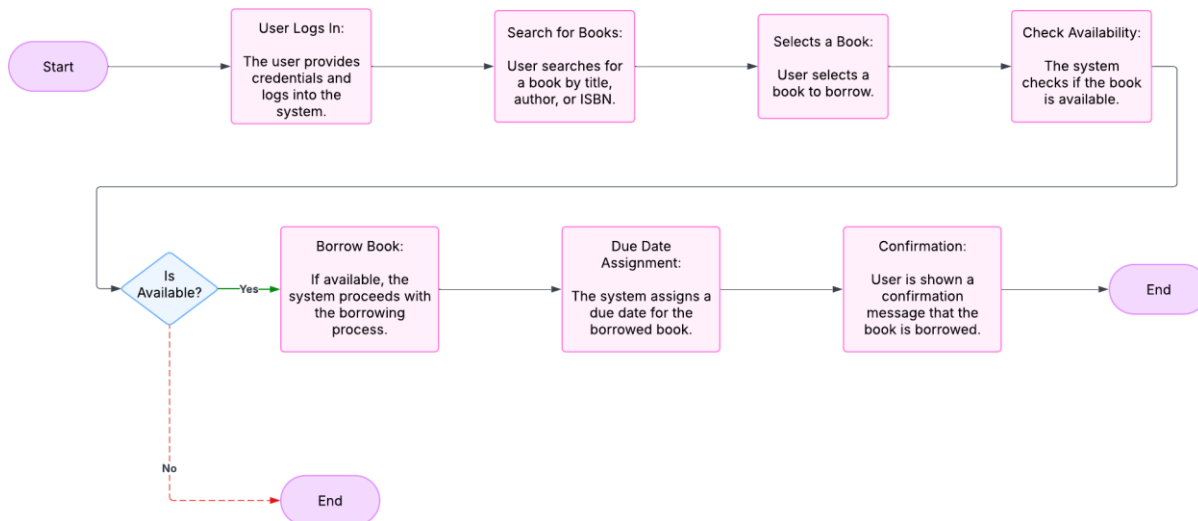 Start
User Logs In:
The user provides
credentials and
logs into the
system.
Search for Books:
User searches for
a book by title,
author, or ISBN.
Selects a Book:
User selects a
book to borrow.
Check Availability:
The system
checks if the book
is available.
Is
Available?
Yes
Borrow Book:
If available, the
system proceeds with
the borrowing
process.
Due Date
Assignment:
The system assigns a
due date for the
borrowed book.
Confirmation:
User is shown a
confirmation
message that the
book is borrowed.
End
No
End